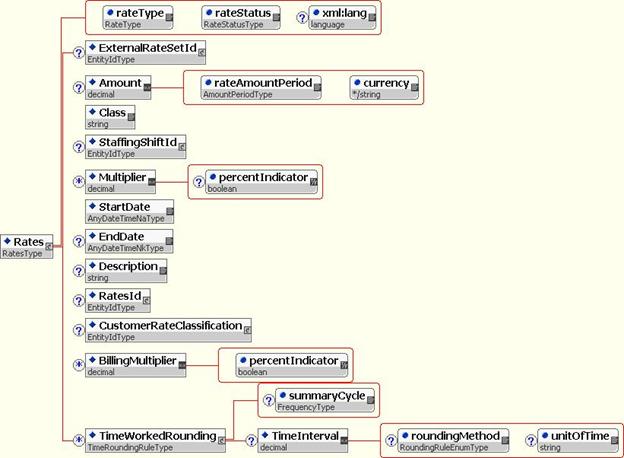 rateType rateStatus ? xml:lang
RateType RateStatusType language
? ExternalRateSetId
EntityIdType
? Amount rateAmountPeriod currency
decimal AmountPeriodType */string
Class
string
? StaffingShiftId
EntityIdType
* Multiplier ? percentIndicator
decimal boolean
StartDate
AnyDateTimeNaType
Rates
RatesType
? EndDate
AnyDateTimeNkType
? Description
string
? RatesId
EntityIdType
? CustomerRateClassification
EntityIdType
* BillingMultiplier percentIndicator
decimal boolean
? summaryCycle
FrequencyType
* TimeWorkedRounding ? TimeInterval ? roundingMethod ? unitOfTime
TimeRoundingRuleType decimal RoundingRuleEnumType string